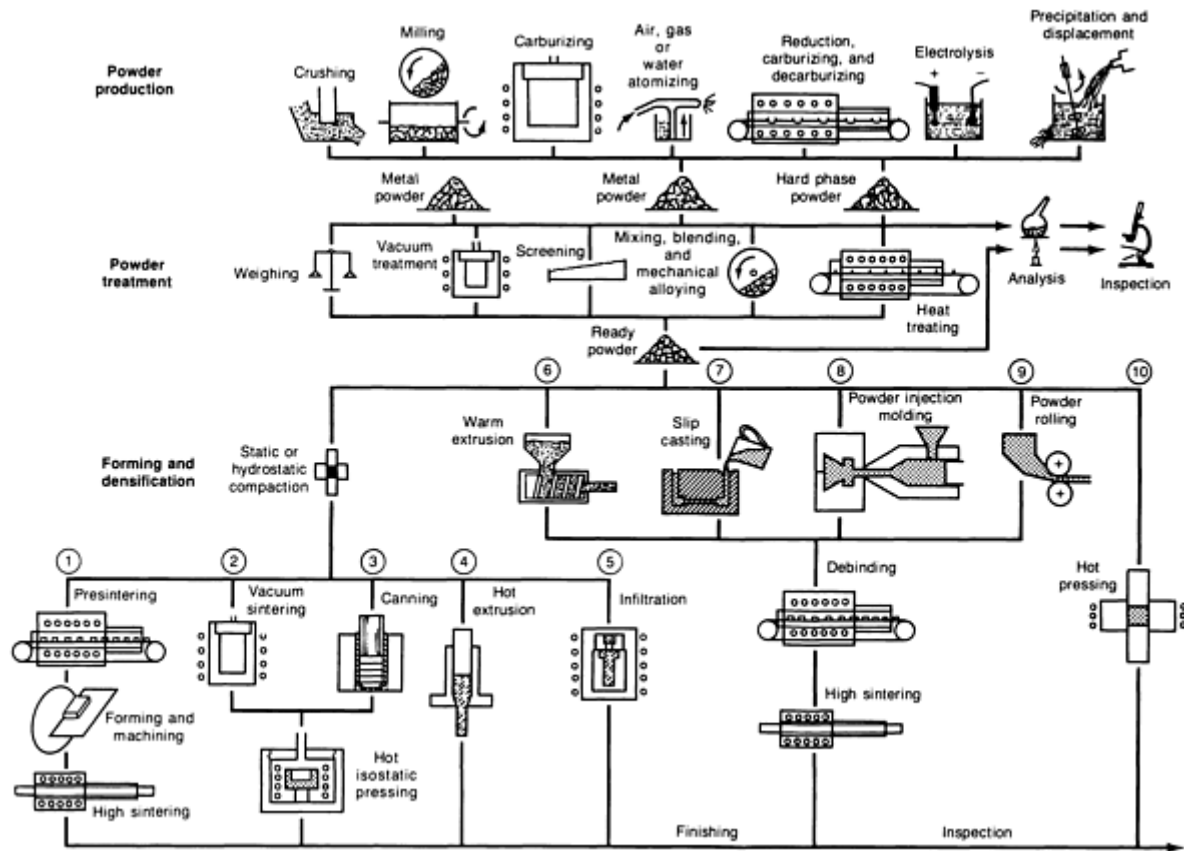 Powder
production
Crushing
Milling
Carburizing
Air, gas
or
water
atomizing
Reduction,
carburizing, and
decarburizing
Electrolysis
+
−
Precipitation and
displacement
Metal
powder
Metal
powder
Hard phase
powder
Powder
treatment
Weighing
Vacuum
treatment
Screening
Mixing, blending,
and
mechanical
alloying
Heat
treating
Analysis
Inspection
Ready
powder
6
7
8
9
10
Forming and
densification
Static or
hydrostatic
compaction
Warm
extrusion
Slip
casting
Powder injection
molding
Powder
rolling
+
+
1
2
3
4
5
Presintering
Vacuum
sintering
Canning
Hot
extrusion
Infiltration
Debinding
Hot
pressing
Forming and
machining
High sintering
Hot
isostatic
pressing
High sintering
Finishing
Inspection